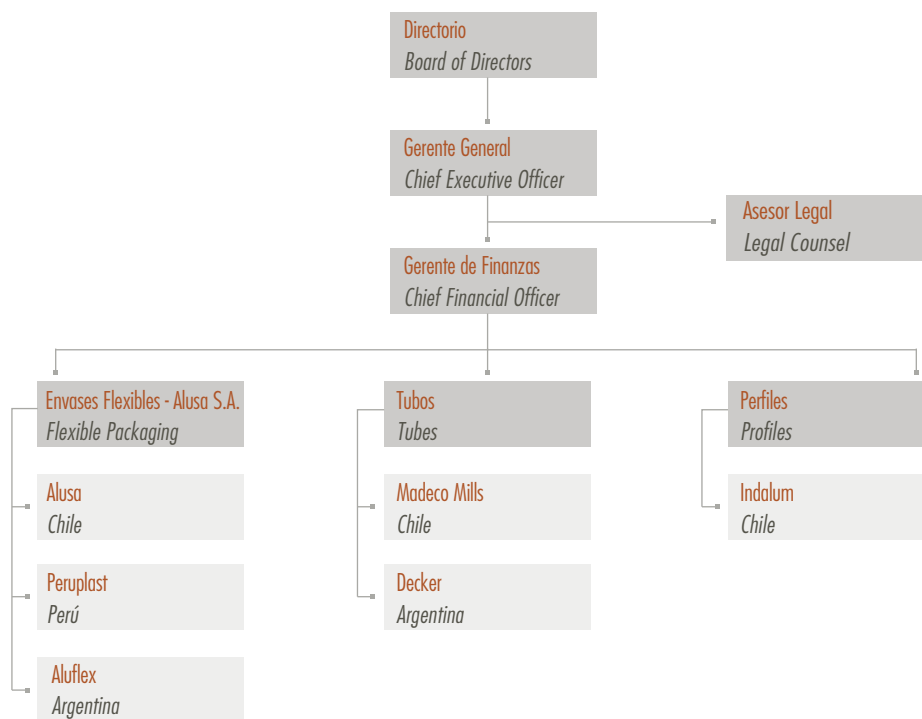 Directorio
Board of Directors
Gerente General
Chief Executive Officer
Asesor Legal
Legal Counsel
Gerente de Finanzas
Chief Financial Officer
Envases Flexibles - Alusa S.A.
Flexible Packaging
Alusa
Chile
Peruplast
Perú
Aluflex
Argentina
Tubos
Tubes
Madeco Mills
Chile
Decker
Argentina
Perfiles
Profiles
Indalum
Chile